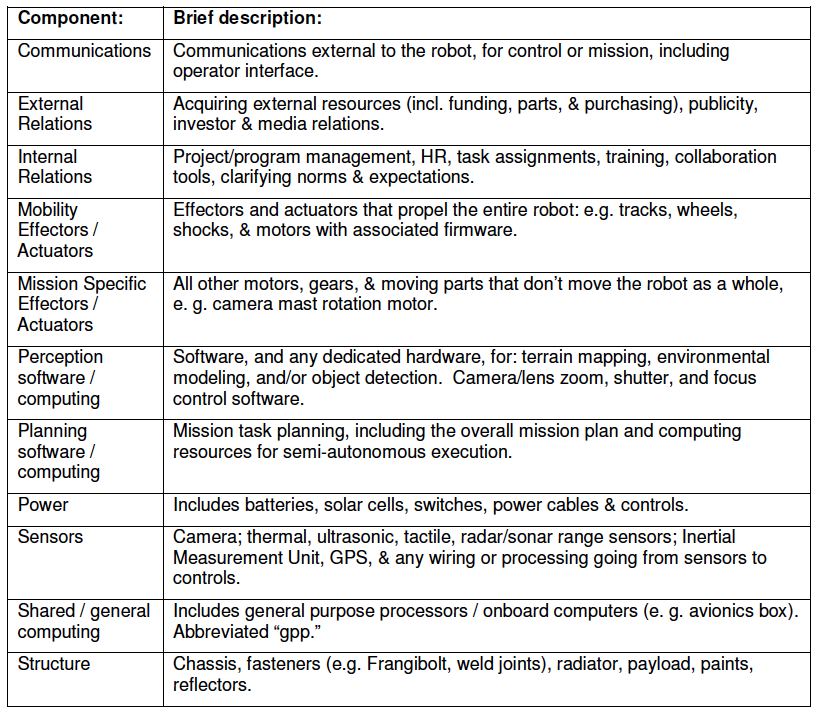 Component: Brief description:
Communications Communications external to the robot, for control or mission, including
operator interface.
External Acquiring external resources (incl. funding, parts, & purchasing), publicity,
Relations investor & media relations.
Internal Project/program management, HR, task assignments, training, collaboration
Relations tools, clarifying norms & expectations.
Mobility Effectors and actuators that propel the entire robot: e.g. tracks, wheels,
Effectors / shocks, & motors with associated firmware.
Actuators
Mission Specific All other motors, gears, & moving parts that don’t move the robot as a whole,
Effectors / e. g. camera mast rotation motor.
Actuators
Perception Software, and any dedicated hardware, for: terrain mapping, environmental
software / modeling, and/or object detection.  Camera/lens zoom, shutter, and focus
computing control software.
Planning Mission task planning, including the overall mission plan and computing
software / resources for semi-autonomous execution.
computing
Power Includes batteries, solar cells, switches, power cables & controls.
Sensors Camera; thermal, ultrasonic, tactile, radar/sonar range sensors; Inertial
Measurement Unit, GPS, & any wiring or processing going from sensors to
controls.
Shared / general Includes general purpose processors / onboard computers (e. g. avionics box).
computing Abbreviated “gpp.”
Structure Chassis, fasteners (e.g. Frangibolt, weld joints), radiator, payload, paints,
reflectors.